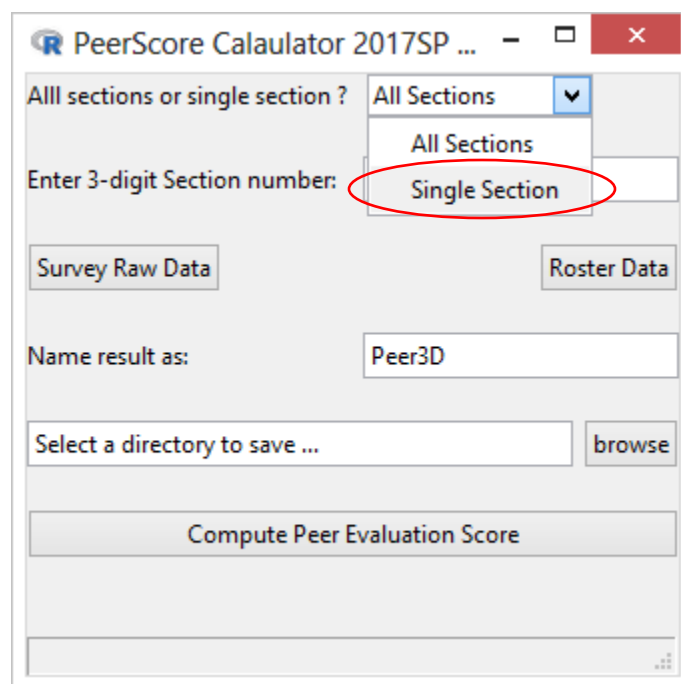 PeerScore Calaulator 2017SP ...
Alll sections or single section ? All Sections
All Sections
Enter 3-digit Section number: Single Section
Survey Raw Data Roster Data
Name result as: Peer3D
Select a directory to save ... browse
Compute Peer Evaluation Score